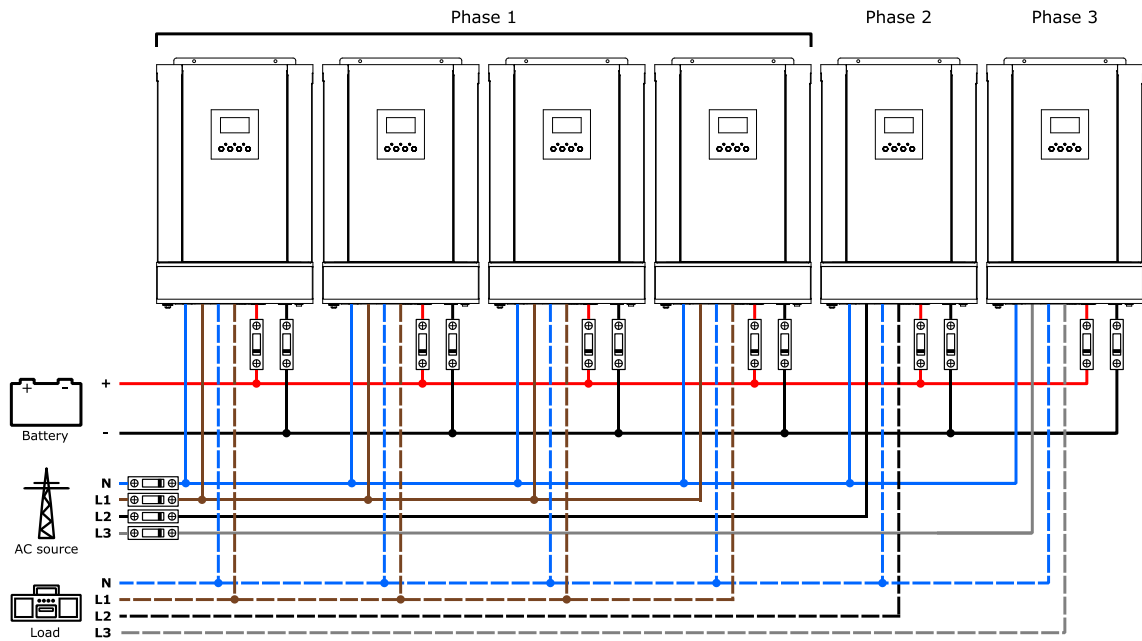 Phase 1
Phase 2
Phase 3
+ -
+
Battery
-
N
L1
L2
L3
AC source
N
L1
L2
L3
Load